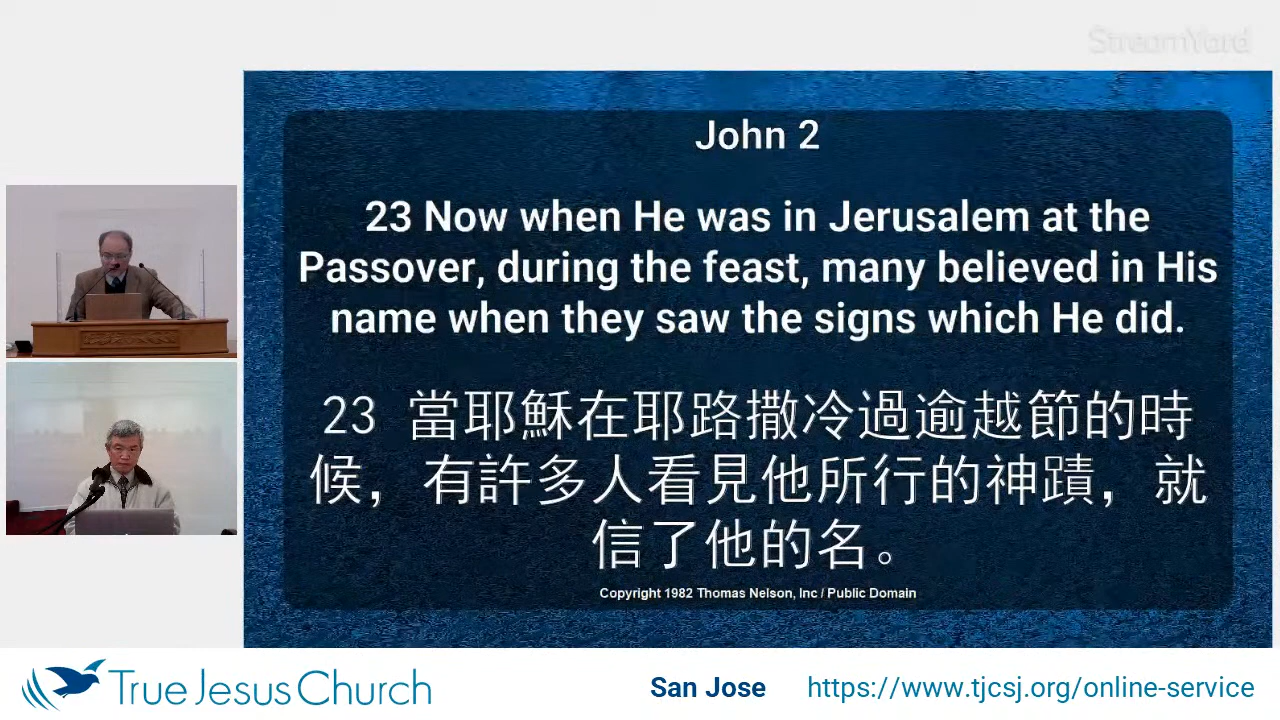 StreamYard
John 2
23 Now when He was in Jerusalem at the
Passover, during the feast, many believed in His
name when they saw the signs which He did.
23 當耶穌在耶路撒冷過逾越節的時
候，有許多人看見他所行的神蹟，就
信了他的名。
Copyright 1982 Thomas Nelson, Inc / Public Domain
True Jesus Church
San Jose https://www.tjcsj.org/online-service